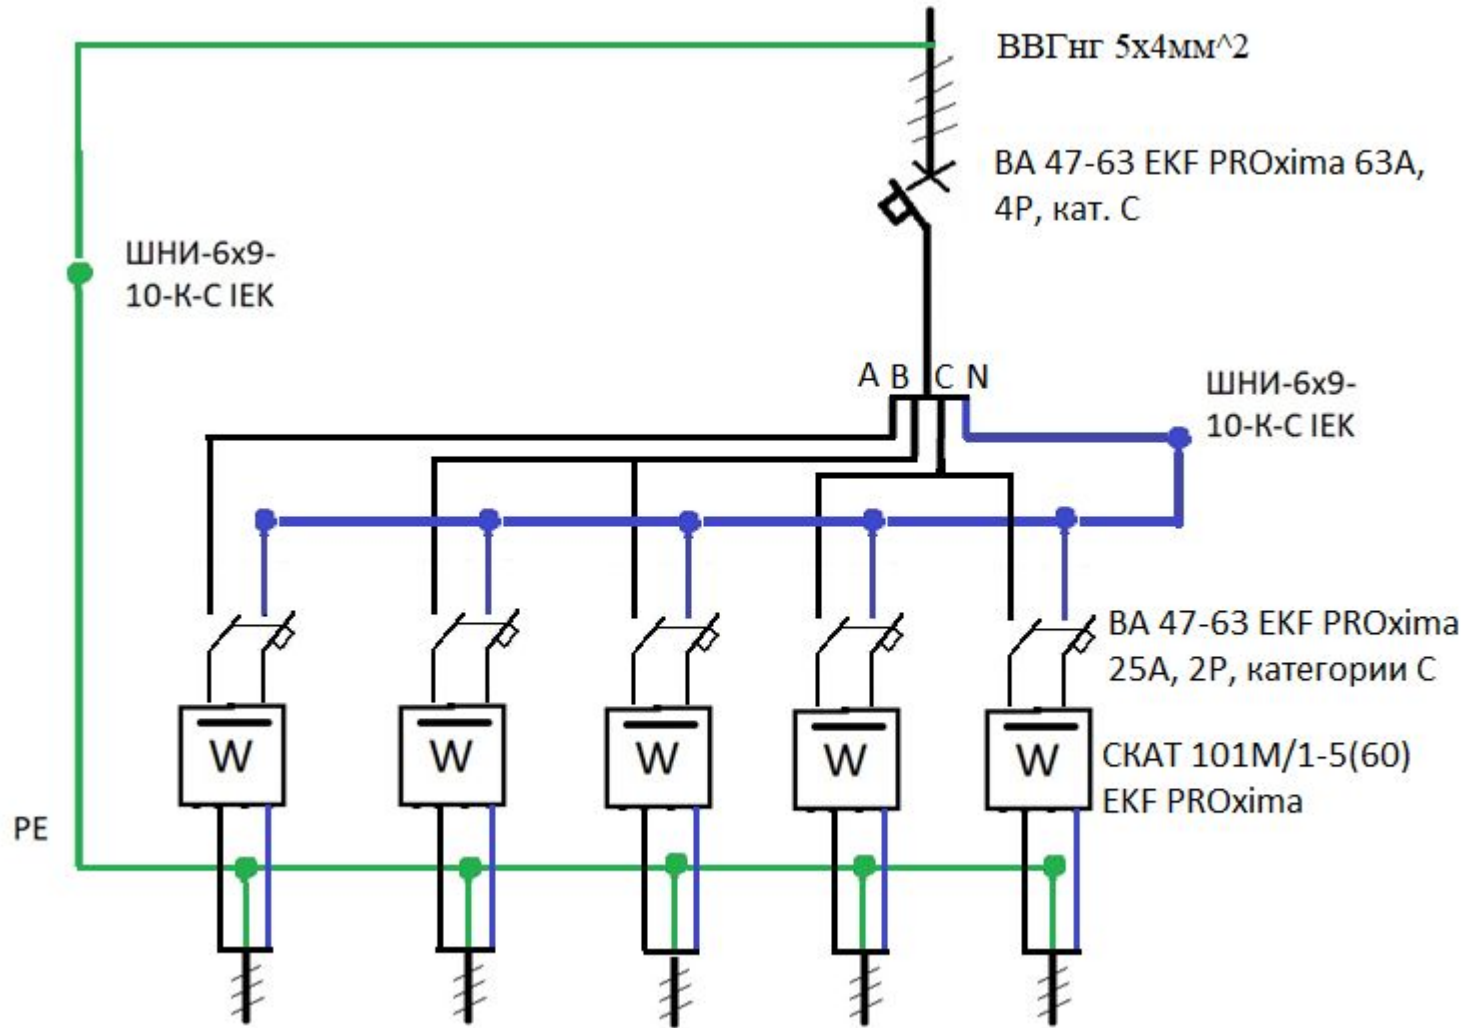 ВВГнг 5х4мм^2
ВА 47-63 EKF PROxima 63А,
4Р, кат. С
ШНИ-6х9-
10-К-С IEK
A B C N
ШНИ-6х9-
10-К-С IEK
ВА 47-63 EKF PROxima
25А, 2Р, категории С
W W W W W
СКАТ 101М/1-5(60)
EKF PROxima
PE